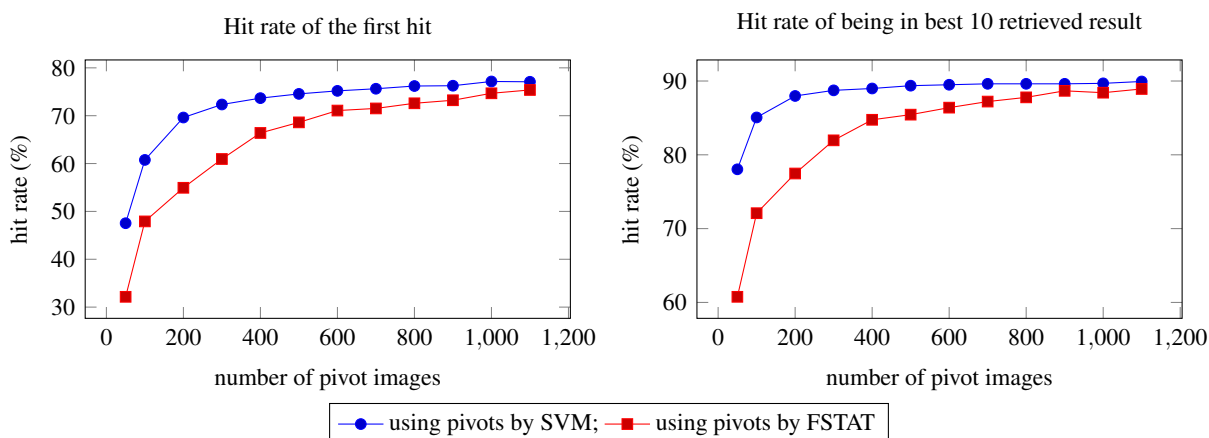 Hit rate of the first hit
80
70
60
50
40
30
hit rate (%)
0 200 400 600 800 1,000 1,200
number of pivot images
Hit rate of being in best 10 retrieved result
90
80
70
60
hit rate (%)
0 200 400 600 800 1,000 1,200
number of pivot images
using pivots by SVM; using pivots by FSTAT